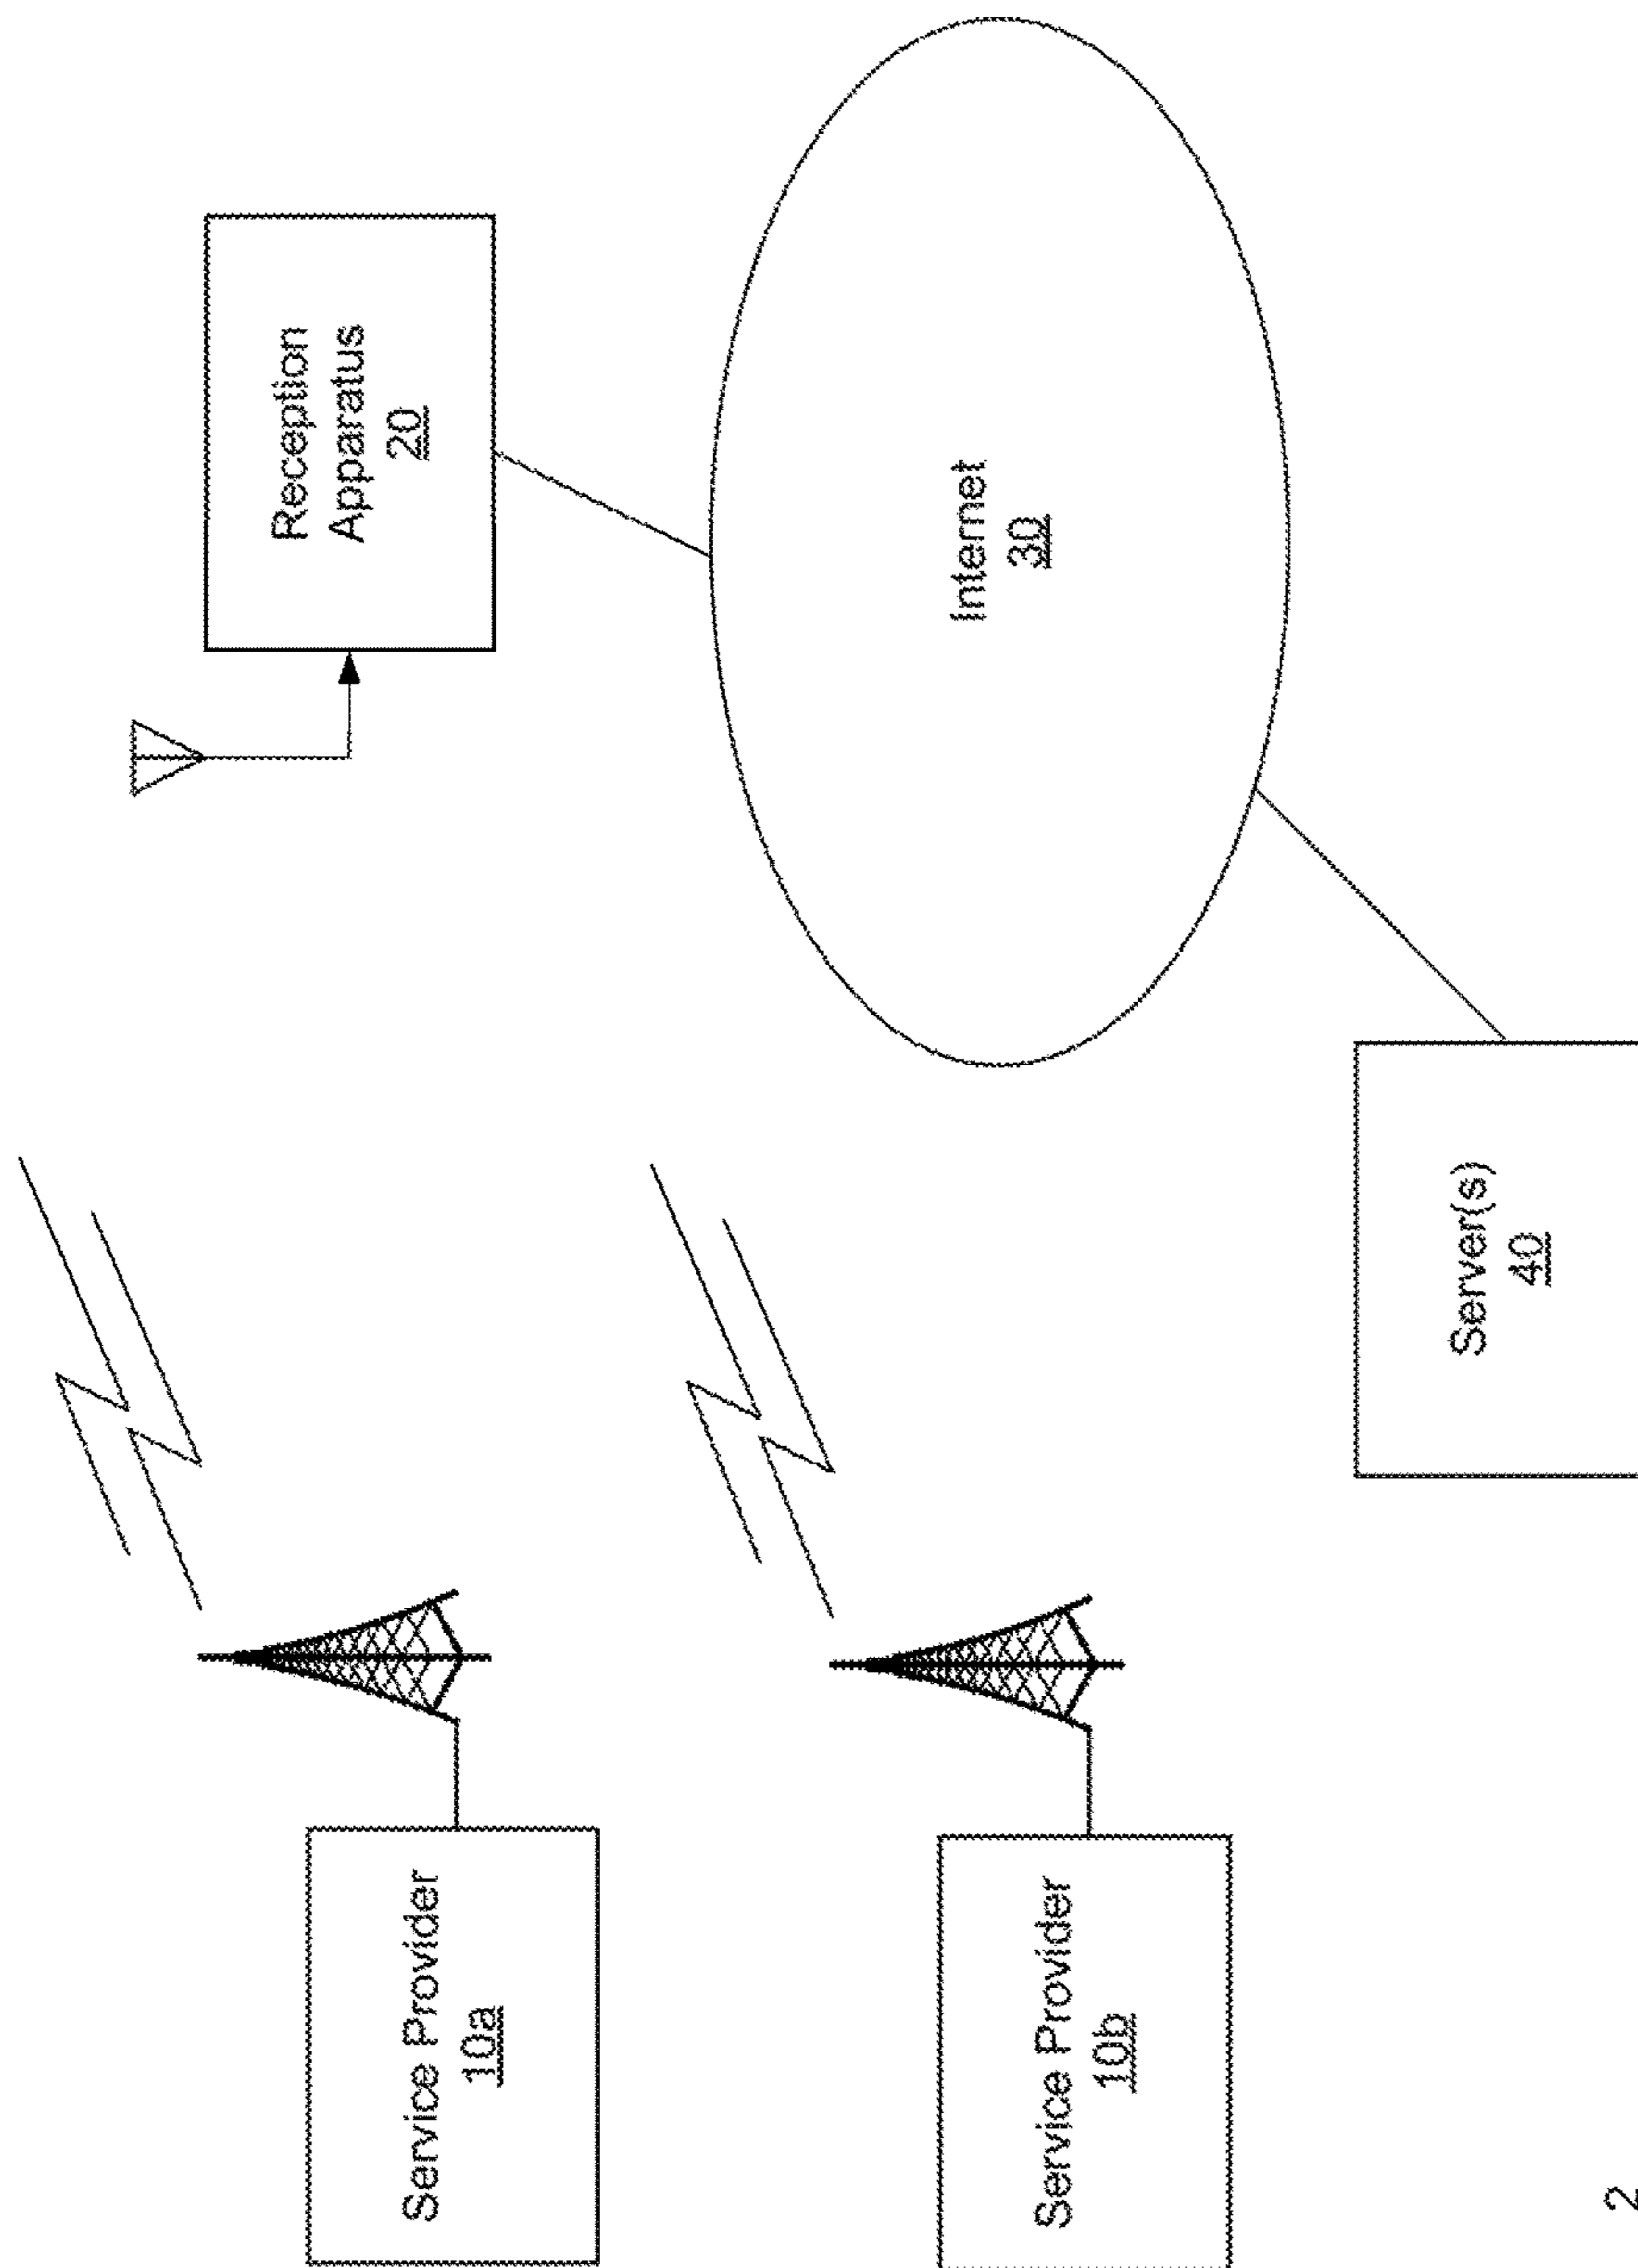 Service Provider
10a
Reception
Apparatus
20
Service Provider
10b
Internet
30
Server(s)
40
2